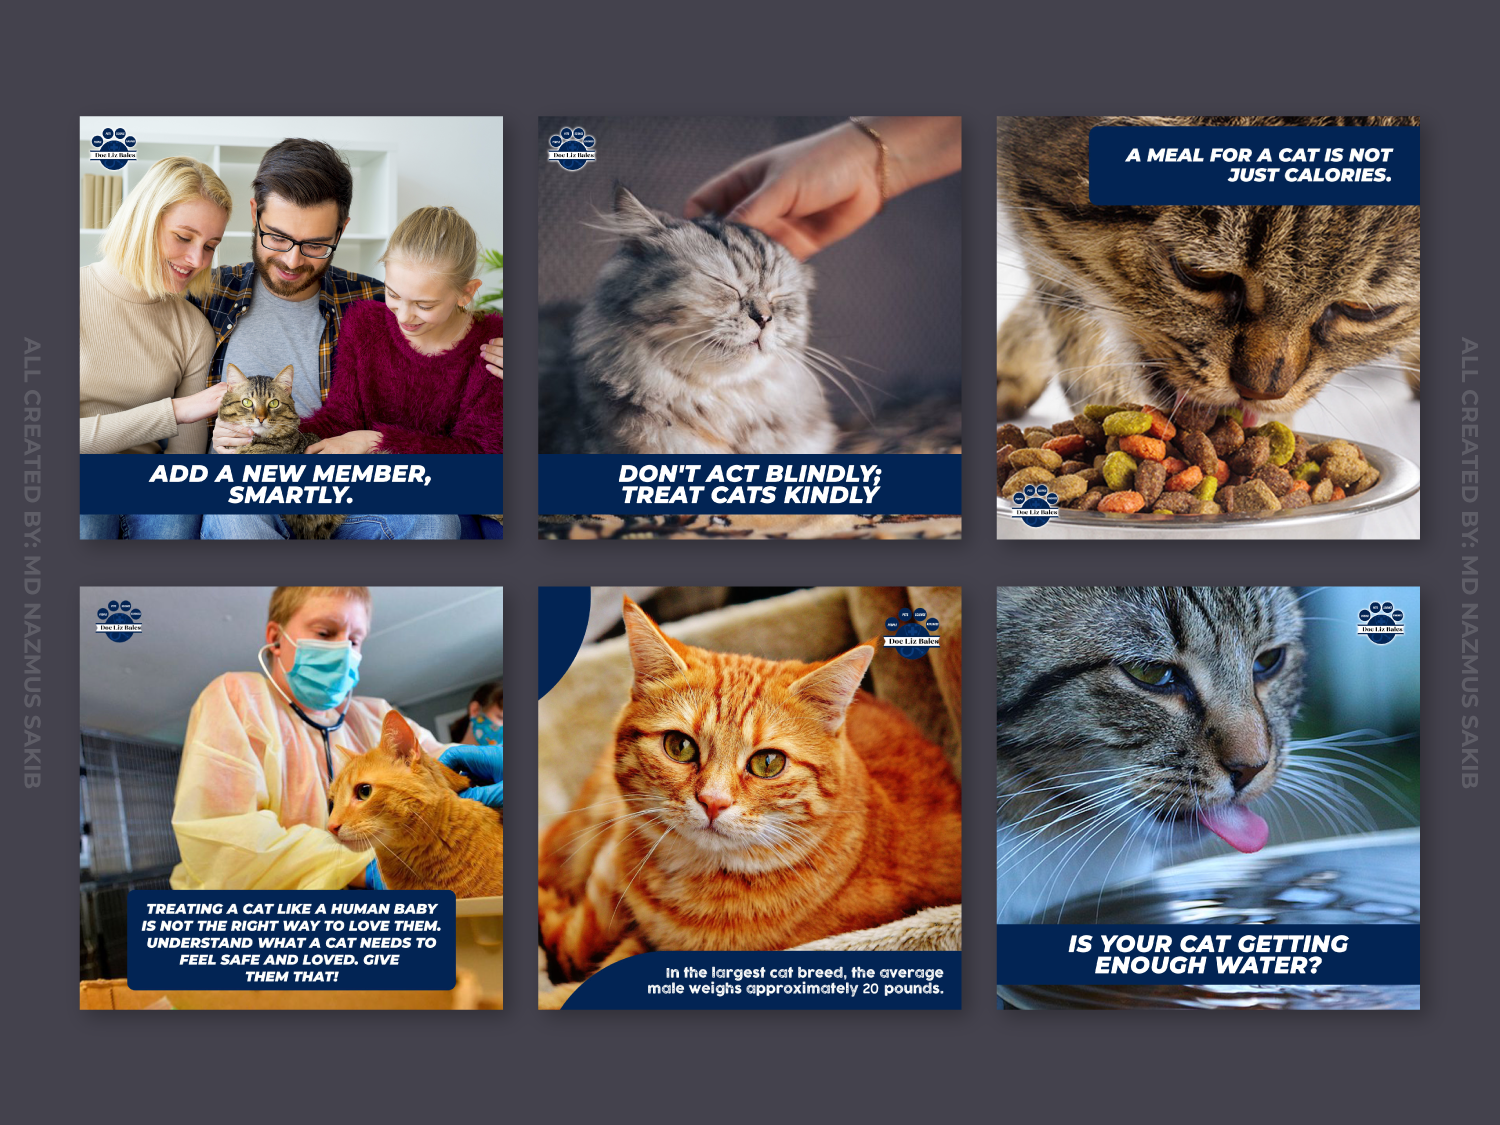 Doc Liz Bales
ADD A NEW MEMBER,
SMARTLY.
Doc Liz Bales
DON'T ACT BLINDLY;
TREAT CATS KINDLY
A MEAL FOR A CAT IS NOT
JUST CALORIES.
Doc Liz Bales
Doc Liz Bales
TREATING A CAT LIKE A HUMAN BABY
IS NOT THE RIGHT WAY TO LOVE THEM.
UNDERSTAND WHAT A CAT NEEDS TO
FEEL SAFE AND LOVED. GIVE
THEM THAT!
Doc Liz Bales
In the largest cat breed, the average
male weighs approximately 20 pounds.
Doc Liz Bales
IS YOUR CAT GETTING
ENOUGH WATER?
ALL CREATED BY: MD NAZMUS SAKIB
ALL CREATED BY: MD NAZMUS SAKIB